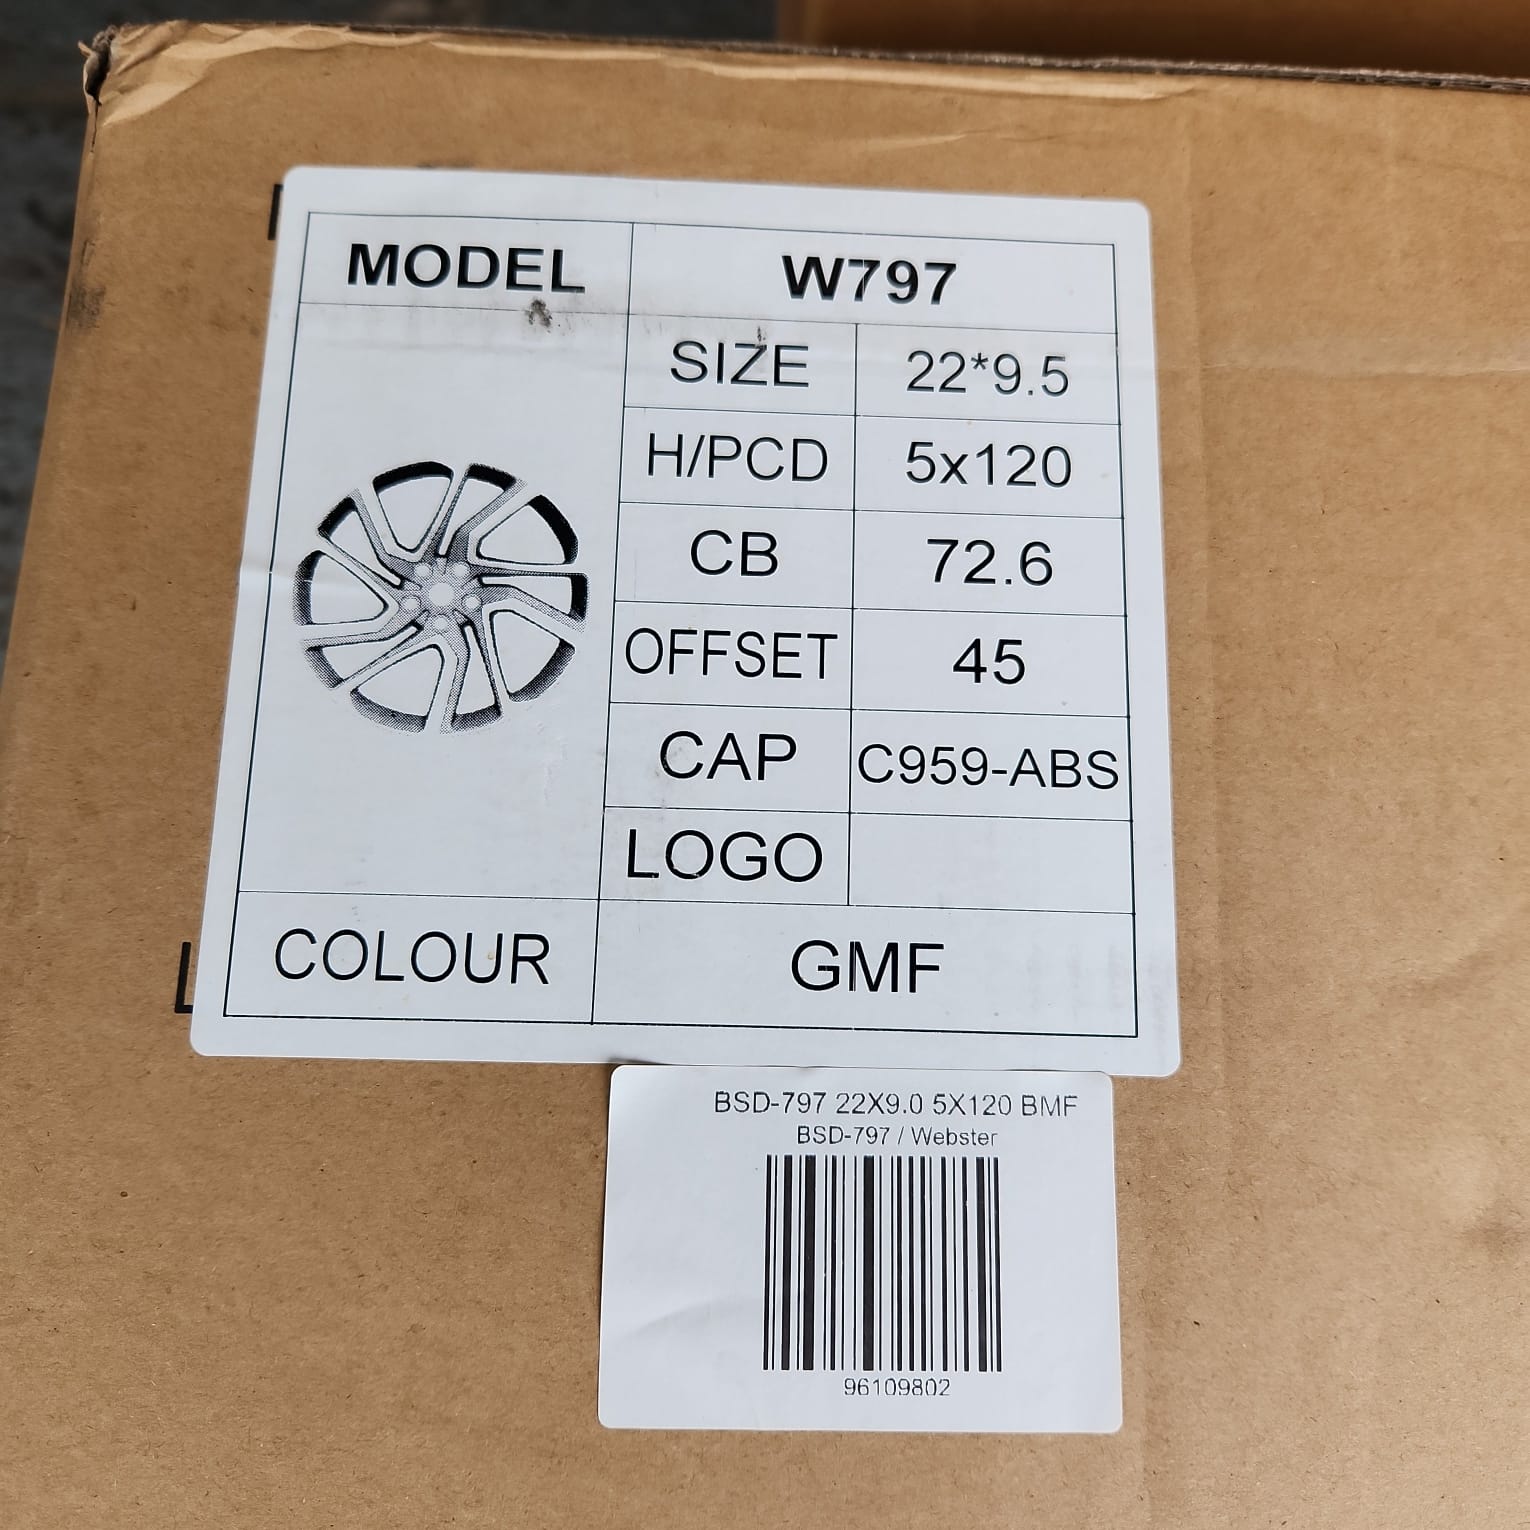 MODEL W797
SIZE 22*9.5
H/PCD 5x120
CB 72.6
OFFSET 45
CAP C959-ABS
LOGO
COLOUR GMF
BSD-797 22X9.0 5X120 BMF
BSD-797 / Webster
96109802